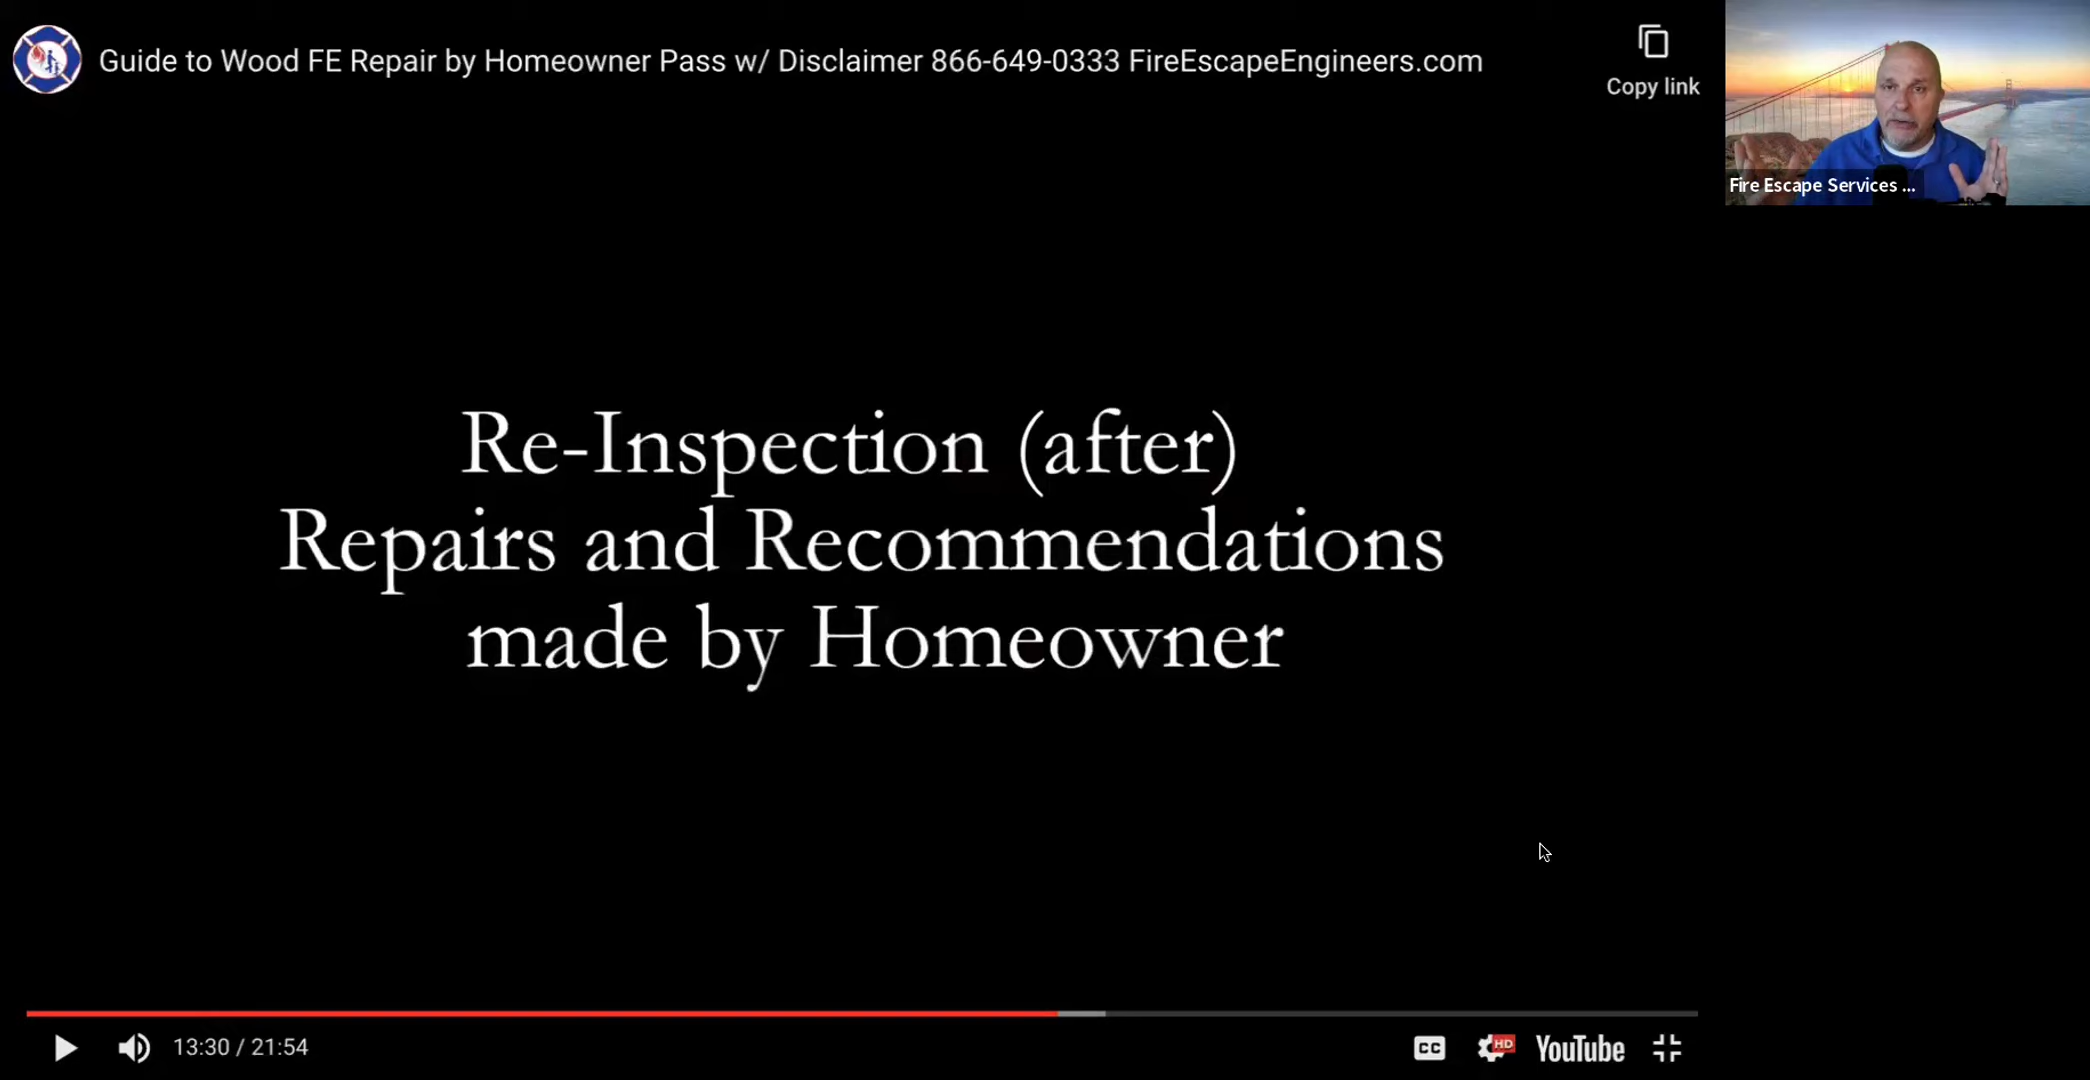 Guide to Wood FE Repair by Homeowner Pass w/ Disclaimer 866-649-0333 FireEscapeEngineers.com
Copy link
Fire Escape Services ...
Re-Inspection (after)
Repairs and Recommendations
made by Homeowner
13:30 / 21:54
CC
HD
YouTube